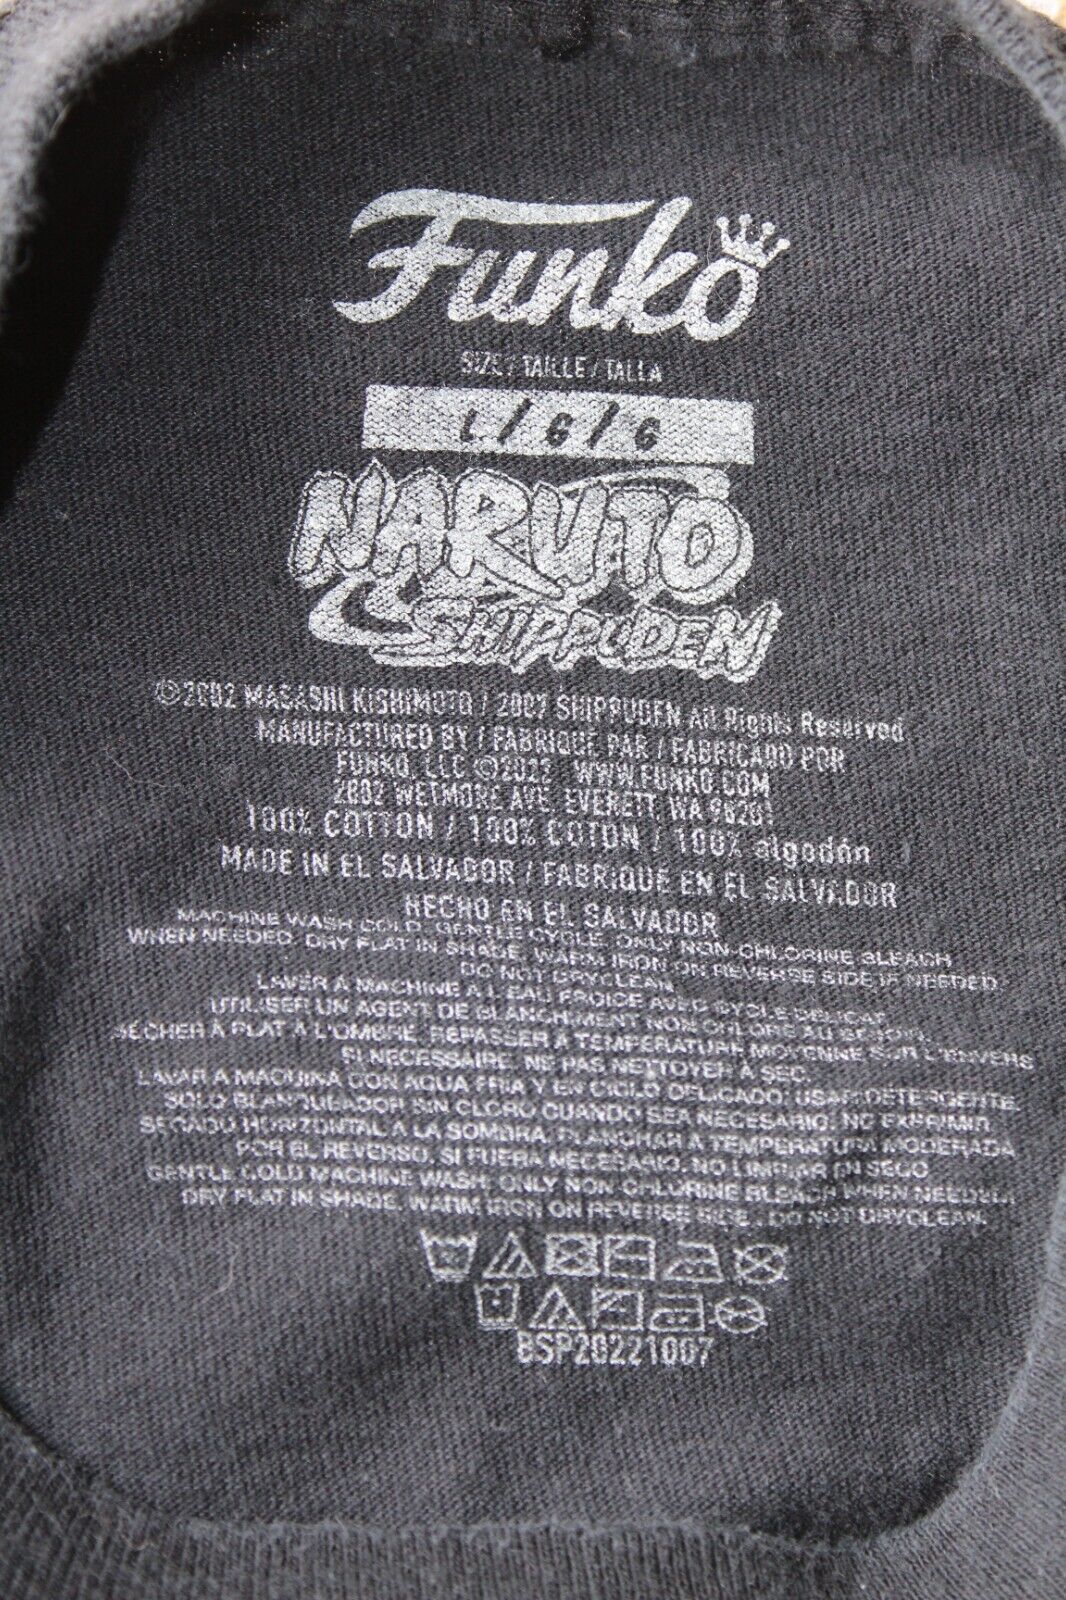 Funko
SIZE / TAILLE / TALLA
L / G / G
NARUTO
SHIPPUDEN
©2002 MASASHI KISHIMOTO / 2007 SHIPPUDEN All Rights Reserved
MANUFACTURED BY / FABRIQUE PAR / FABRICADO POR
FUNKO, LLC ©2022 WWW.FUNKO.COM
2802 WETMORE AVE. EVERETT, WA 98201
100% COTTON / 100% COTON / 100% algodón
MADE IN EL SALVADOR / FABRIQUE EN EL SALVADOR
HECHO EN EL SALVADOR
MACHINE WASH COLD, GENTLE CYCLE. ONLY NON-CHLORINE BLEACH
WHEN NEEDED. DRY FLAT IN SHADE. WARM IRON ON REVERSE SIDE IF NEEDED.
DO NOT DRYCLEAN.
LAVER A MACHINE A L'EAU FROIDE AVEC CYCLE DELICAT.
UTILISER UN AGENT DE BLANCHIMENT NON CHLORE AU BESOIN.
SÉCHER À PLAT À L'OMBRE. REPASSER A TEMPERATURE MOYENNE SUR L'ENVERS
SI NECESSAIRE. NE PAS NETTOYER À SEC.
LAVAR A MAQUINA CON AGUA FRIA Y EN CICLO DELICADO: USAR DETERGENTE.
SOLO BLANQUEADOR SIN CLORO CUANDO SEA NECESARIO. NO EXPRIMIR
SECADO HORIZONTAL A LA SOMBRA. PLANCHAR A TEMPERATURA MODERADA
POR EL REVERSO, SI FUERA NECESARIO. NO LIMPIAR EN SECO
GENTLE COLD MACHINE WASH. ONLY NON-CHLORINE BLEACH WHEN NEEDED.
DRY FLAT IN SHADE. WARM IRON ON REVERSE SIDE. DO NOT DRYCLEAN.
BSP20221007